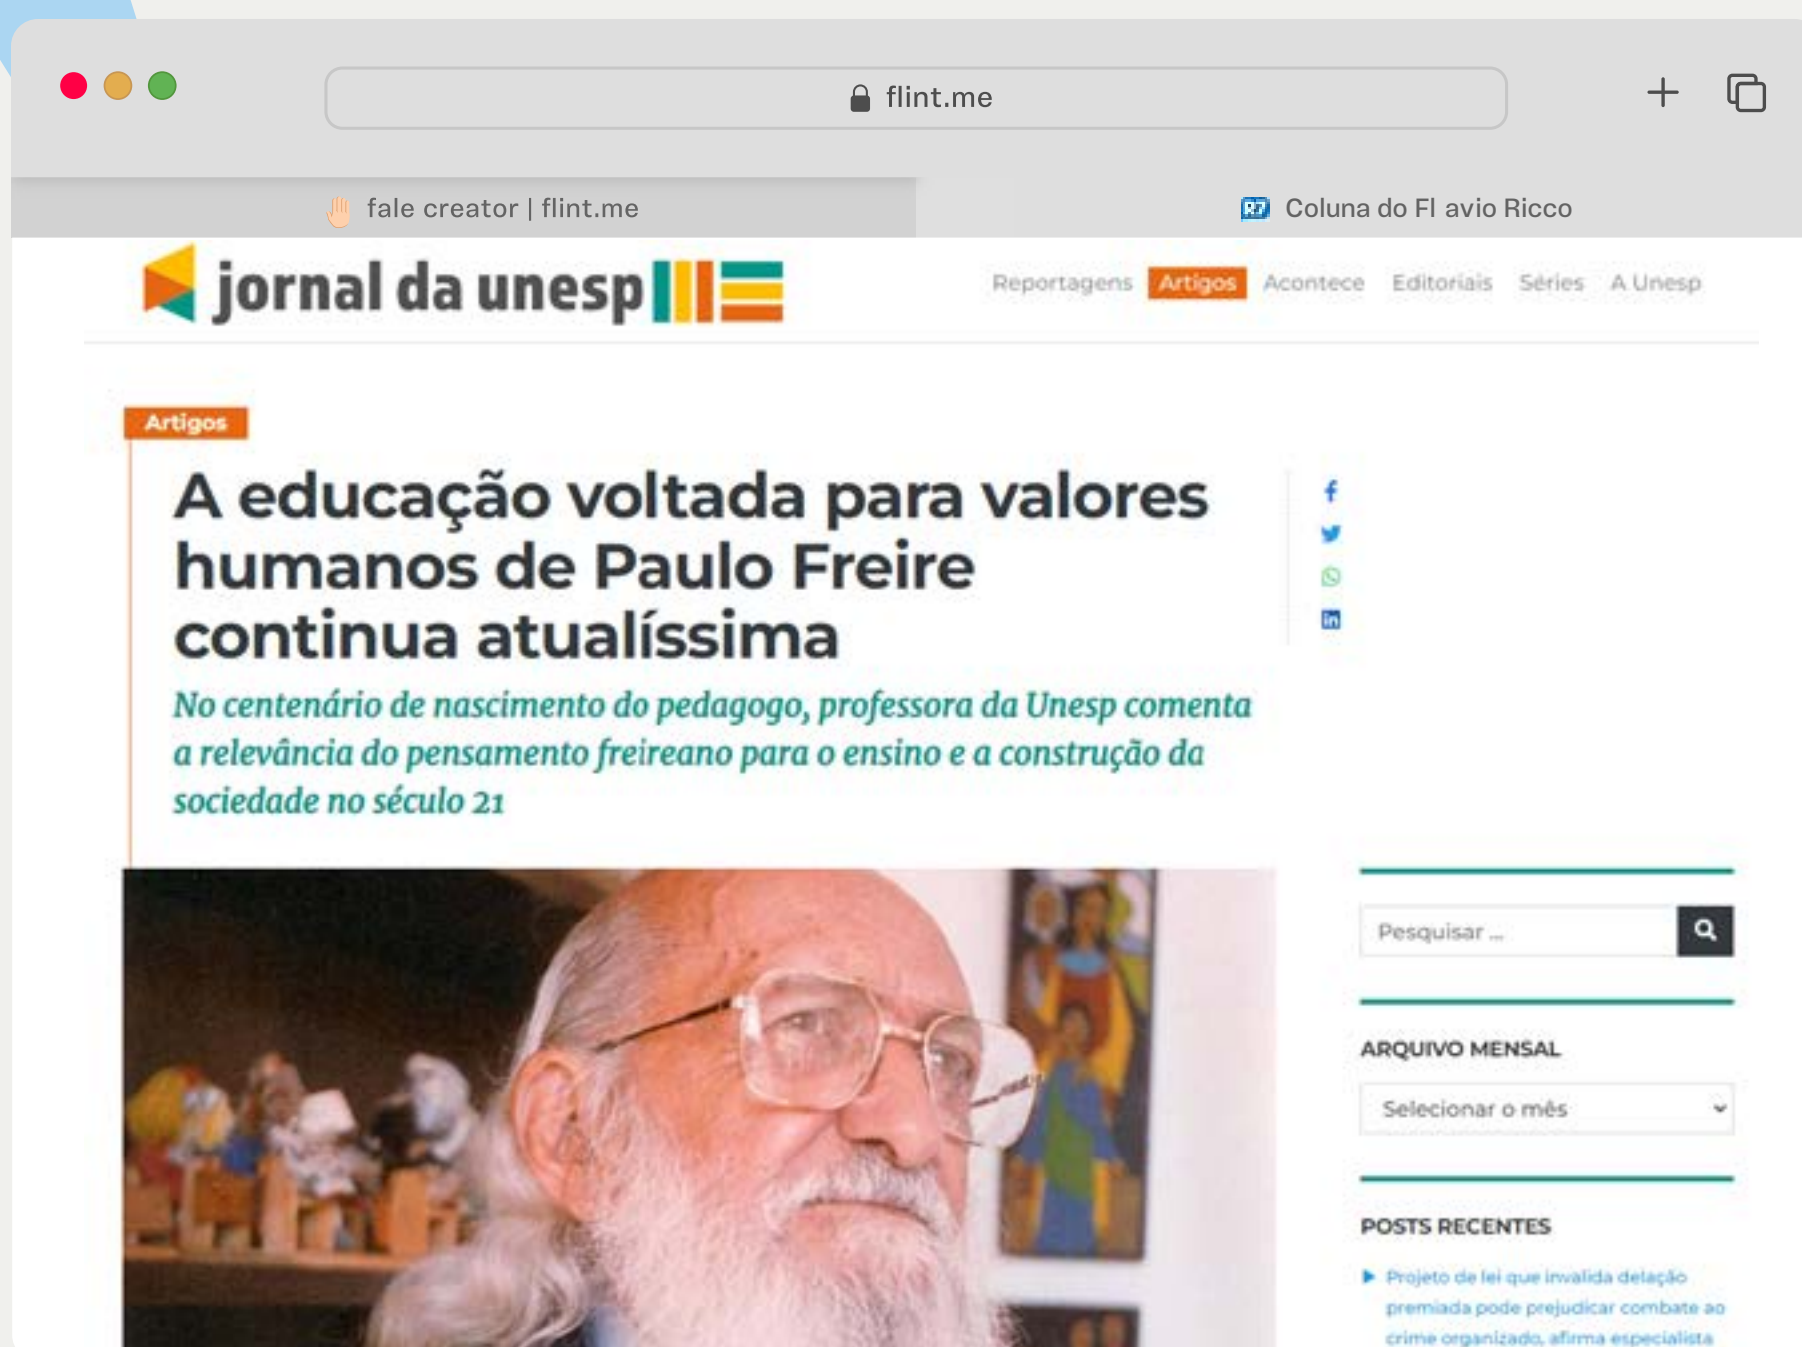 flint.me
fale creator | flint.me
R7 Coluna do Fl avio Ricco
jornal da unesp
Reportagens Artigos Acontece Editoriais Séries A Unesp
Artigos
A educação voltada para valores
humanos de Paulo Freire
continua atualíssima
No centenário de nascimento do pedagogo, professora da Unesp comenta
a relevância do pensamento freireano para o ensino e a construção da
sociedade no século 21
Pesquisar ...
ARQUIVO MENSAL
Selecionar o mês
POSTS RECENTES
Projeto de lei que invalida delação
premiada pode prejudicar combate ao
crime organizado, afirma especialista